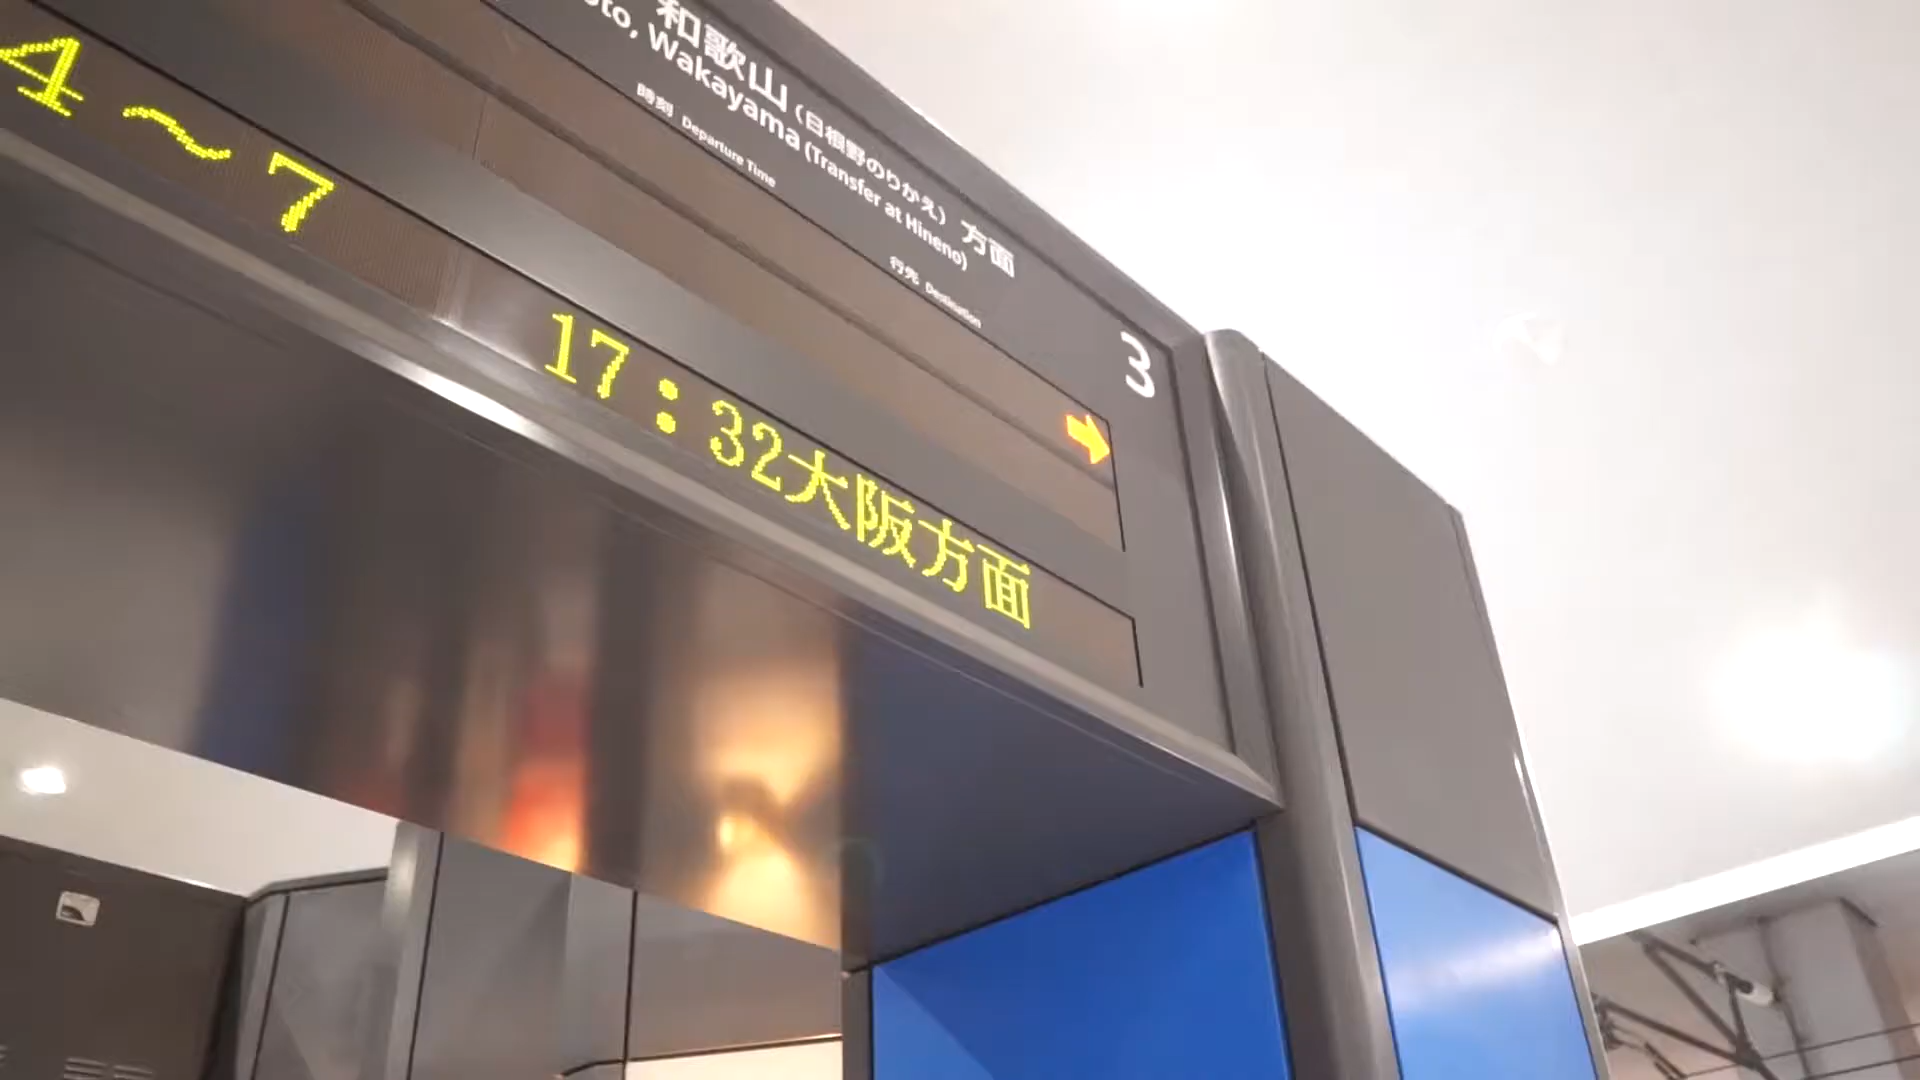 和歌山(日根野のりかえ) 方面
oto, Wakayama (Transfer at Hineno)
時刻 Departure Time
行先 Destination
3
4～7
17:32大阪方面